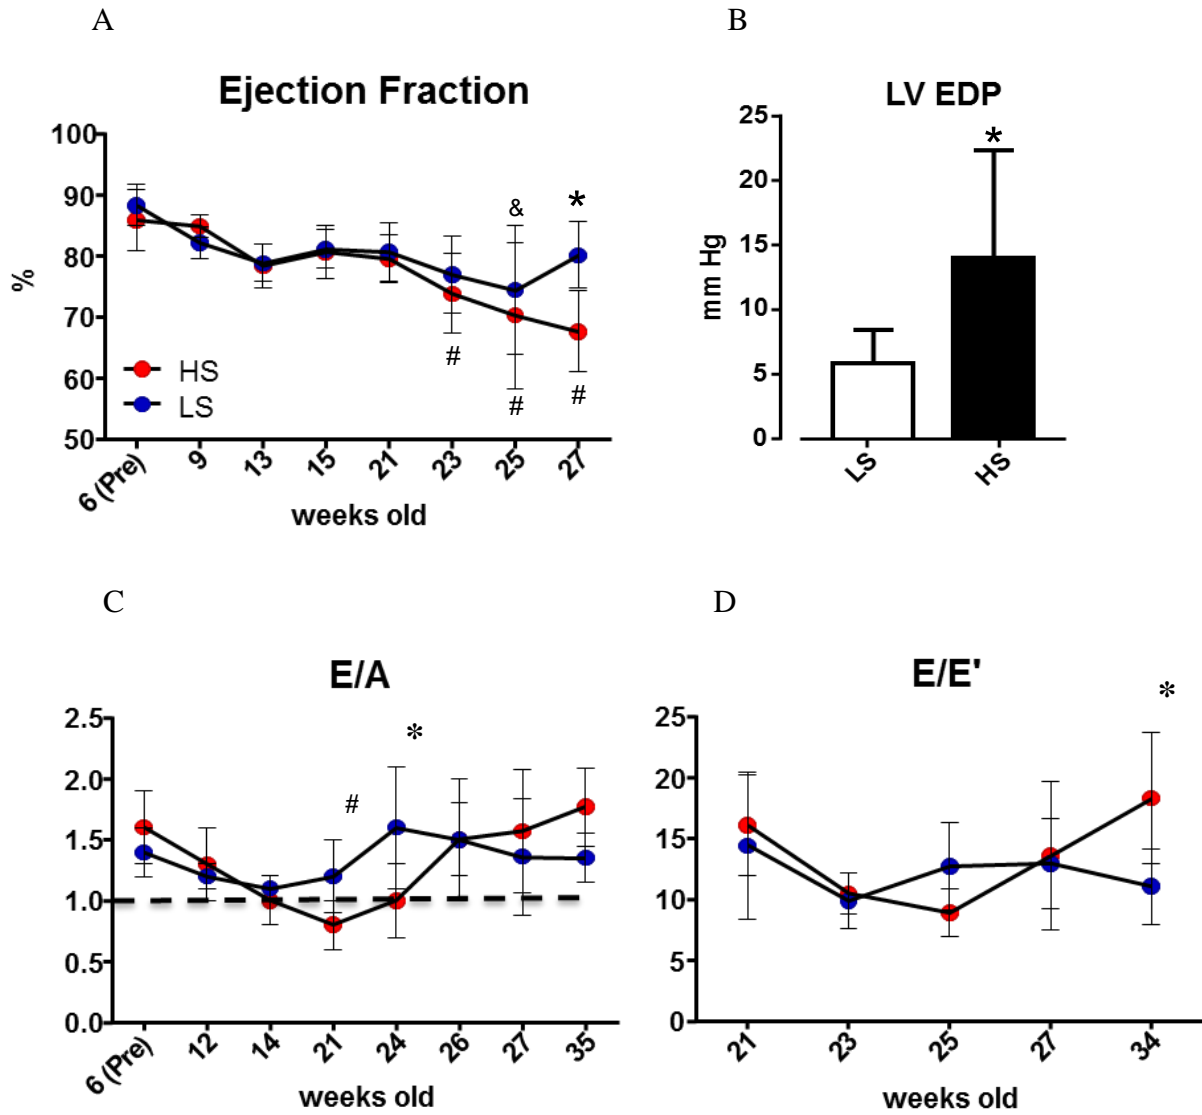 A
Ejection Fraction
%
100
90
80
70
60
50
&
*
#
#
#
HS
LS
6 (Pre) 9 13 15 21 23 25 27
weeks old
B
LV EDP
mm Hg
25
20
15
10
5
0
*
LS HS
C
E/A
2.5
2.0
1.5
1.0
0.5
0.0
*
#
6 (Pre) 12 14 21 24 26 27 35
weeks old
D
E/E'
*
25
20
15
10
5
0
21 23 25 27 34
weeks old